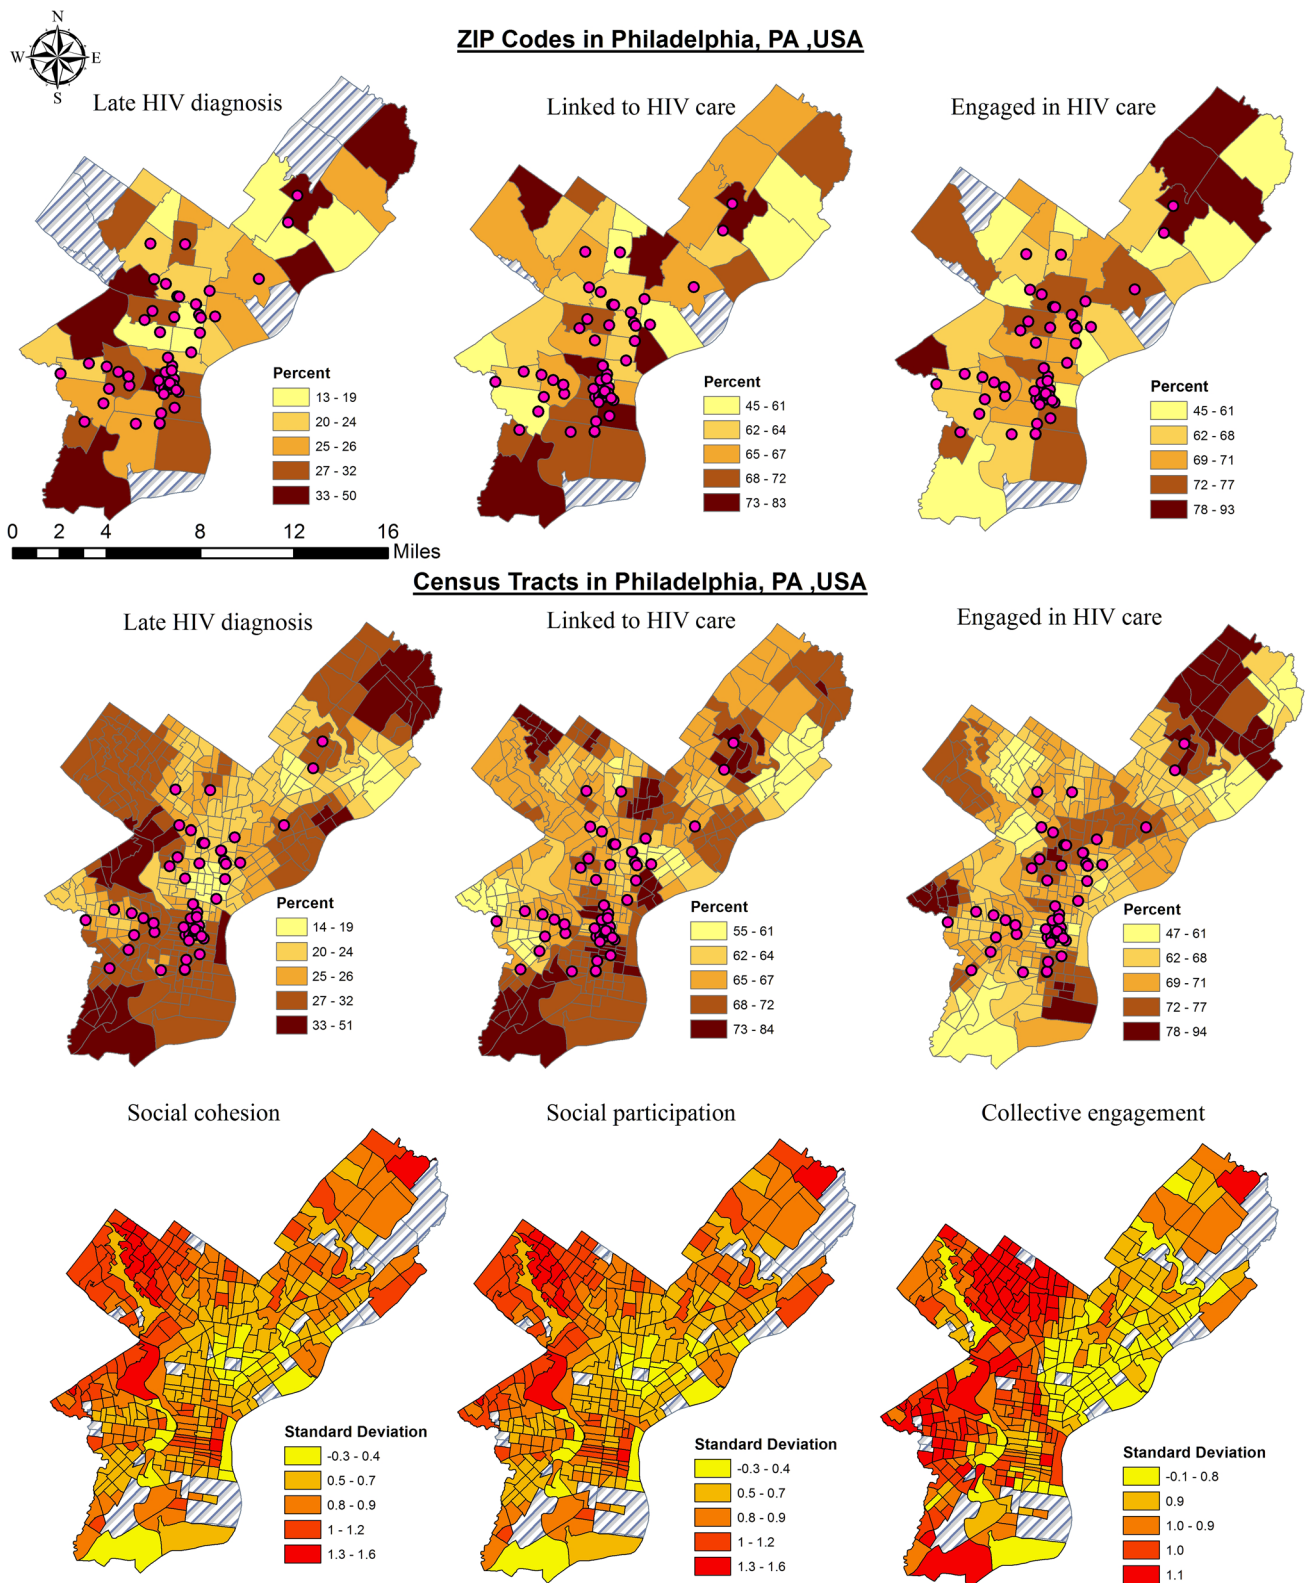 N
W E
S
ZIP Codes in Philadelphia, PA ,USA
Late HIV diagnosis
Linked to HIV care
Engaged in HIV care
Percent
13 - 19
20 - 24
25 - 26
27 - 32
33 - 50
Percent
45 - 61
62 - 64
65 - 67
68 - 72
73 - 83
Percent
45 - 61
62 - 68
69 - 71
72 - 77
78 - 93
0 2 4 8 12 16
Miles
Census Tracts in Philadelphia, PA ,USA
Late HIV diagnosis
Linked to HIV care
Engaged in HIV care
Percent
14 - 19
20 - 24
25 - 26
27 - 32
33 - 51
Percent
55 - 61
62 - 64
65 - 67
68 - 72
73 - 84
Percent
47 - 61
62 - 68
69 - 71
72 - 77
78 - 94
Social cohesion
Social participation
Collective engagement
Standard Deviation
-0.3 - 0.4
0.5 - 0.7
0.8 - 0.9
1 - 1.2
1.3 - 1.6
Standard Deviation
-0.3 - 0.4
0.5 - 0.7
0.8 - 0.9
1 - 1.2
1.3 - 1.6
Standard Deviation
-0.1 - 0.8
0.9
1.0 - 0.9
1.0
1.1